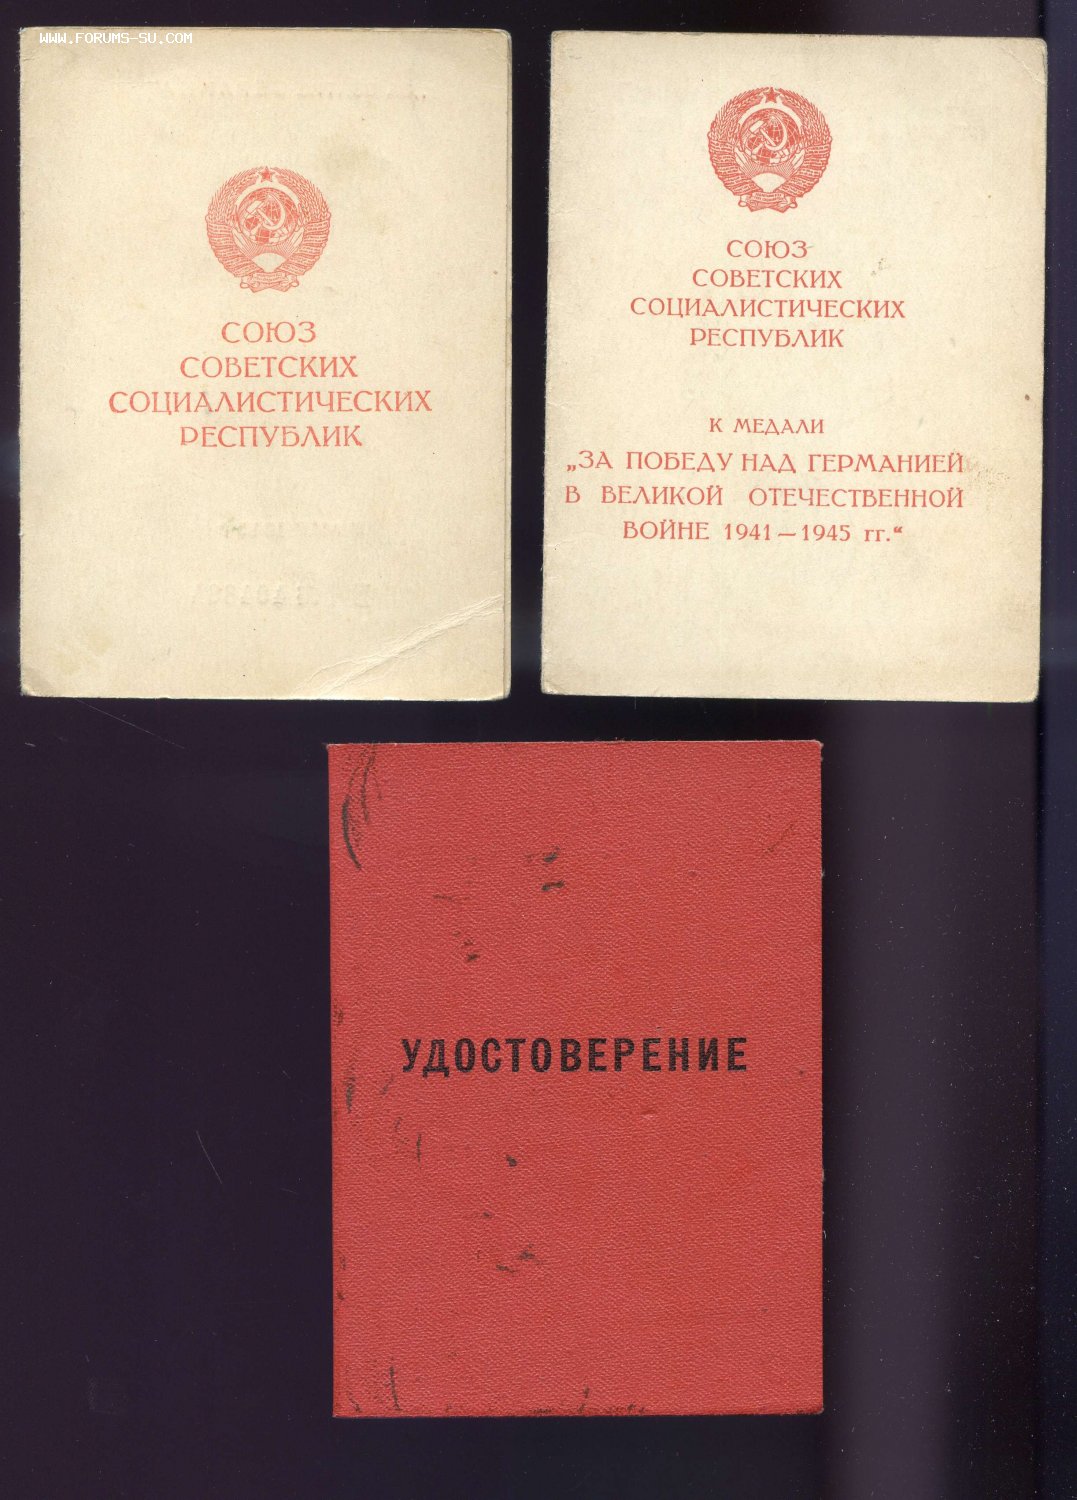 WWW.FORUMS-SU.COM
СОЮЗ
СОВЕТСКИХ
СОЦИАЛИСТИЧЕСКИХ
РЕСПУБЛИК
СОЮЗ
СОВЕТСКИХ
СОЦИАЛИСТИЧЕСКИХ
РЕСПУБЛИК
К МЕДАЛИ
„ЗА ПОБЕДУ НАД ГЕРМАНИЕЙ
В ВЕЛИКОЙ ОТЕЧЕСТВЕННОЙ
ВОЙНЕ 1941—1945 гг.“
УДОСТОВЕРЕНИЕ